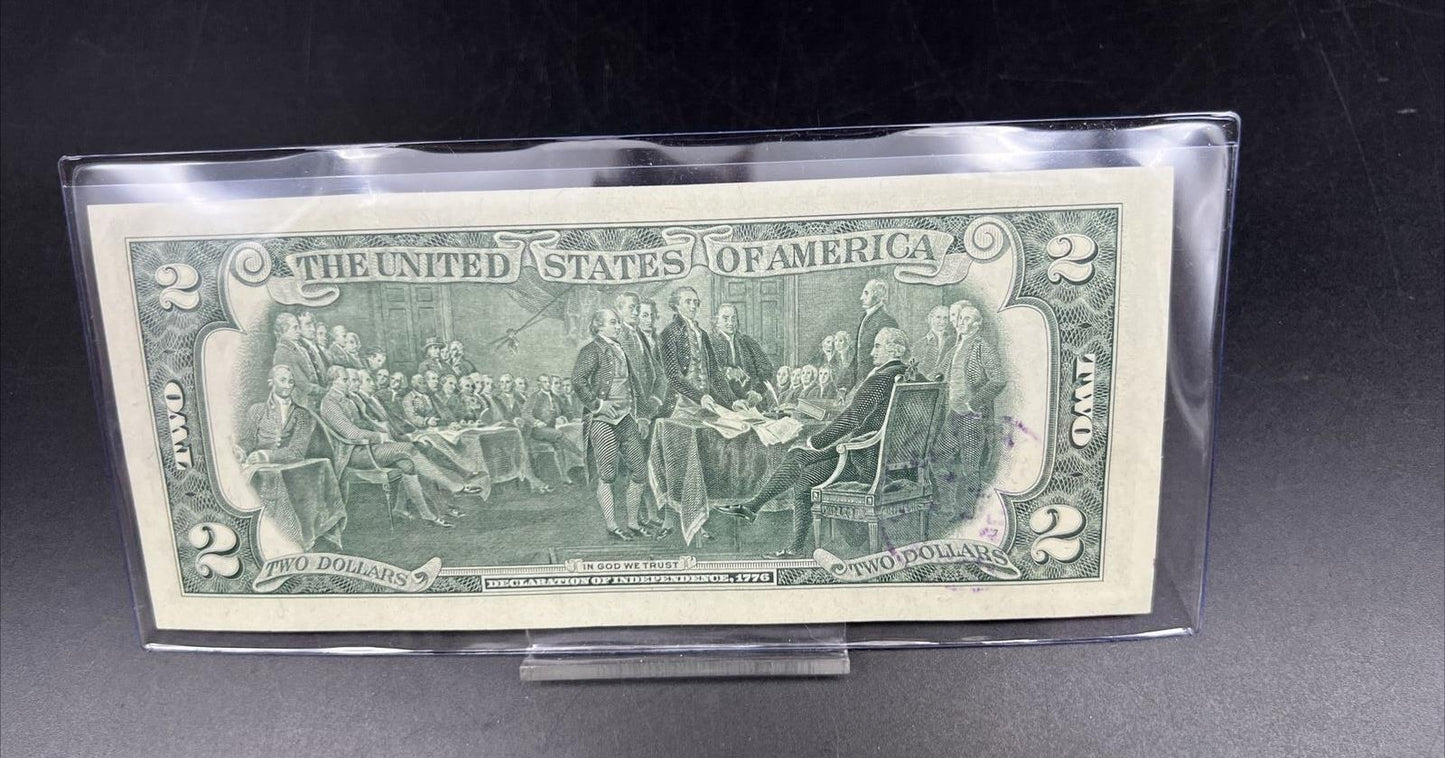 THE UNITED STATES OF AMERICA
2 2
TWO TWO
2 2
TWO DOLLARS TWO DOLLARS
IN GOD WE TRUST
DECLARATION OF INDEPENDENCE, 1776